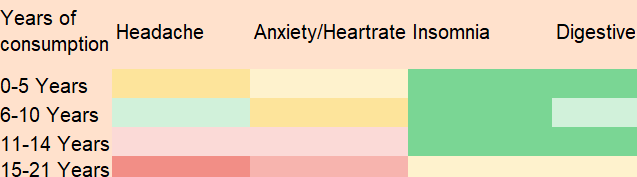 Years of
consumption
Headache
Anxiety/Heartrate
Insomnia
Digestive
0-5 Years
6-10 Years
11-14 Years
15-21 Years